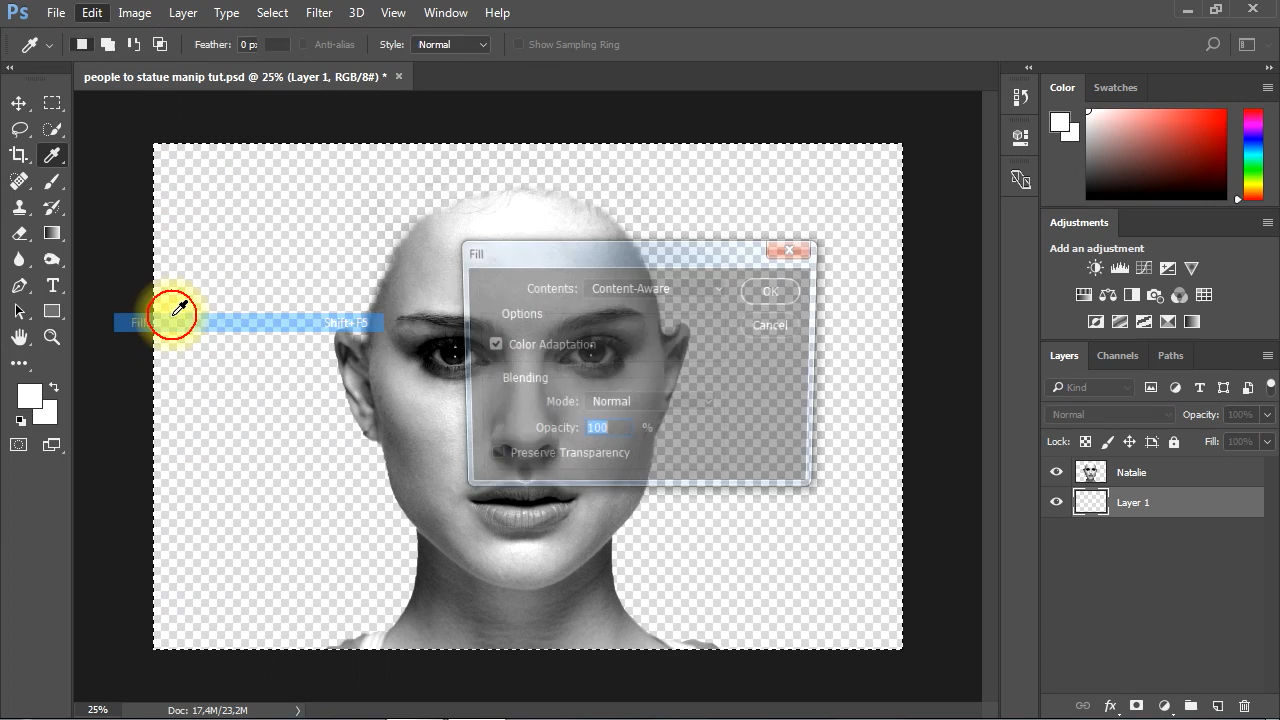 Ps File Edit Image Layer Type Select Filter 3D View Window Help
Feather: 0 px Anti-alias Style: Normal Show Sampling Ring
people to statue manip tut.psd @ 25% (Layer 1, RGB/8#) * ×
Color Swatches
Adjustments
Add an adjustment
Fill
Contents: Content-Aware OK
Options
Fill... Shift+F5 Cancel
Color Adaptation
Blending
Mode: Normal
Opacity: 100 %
Preserve Transparency
Layers Channels Paths
Kind
Normal Opacity: 100%
Lock: Fill: 100%
Natalie
Layer 1
fx
25% Doc: 17,4M/23,2M